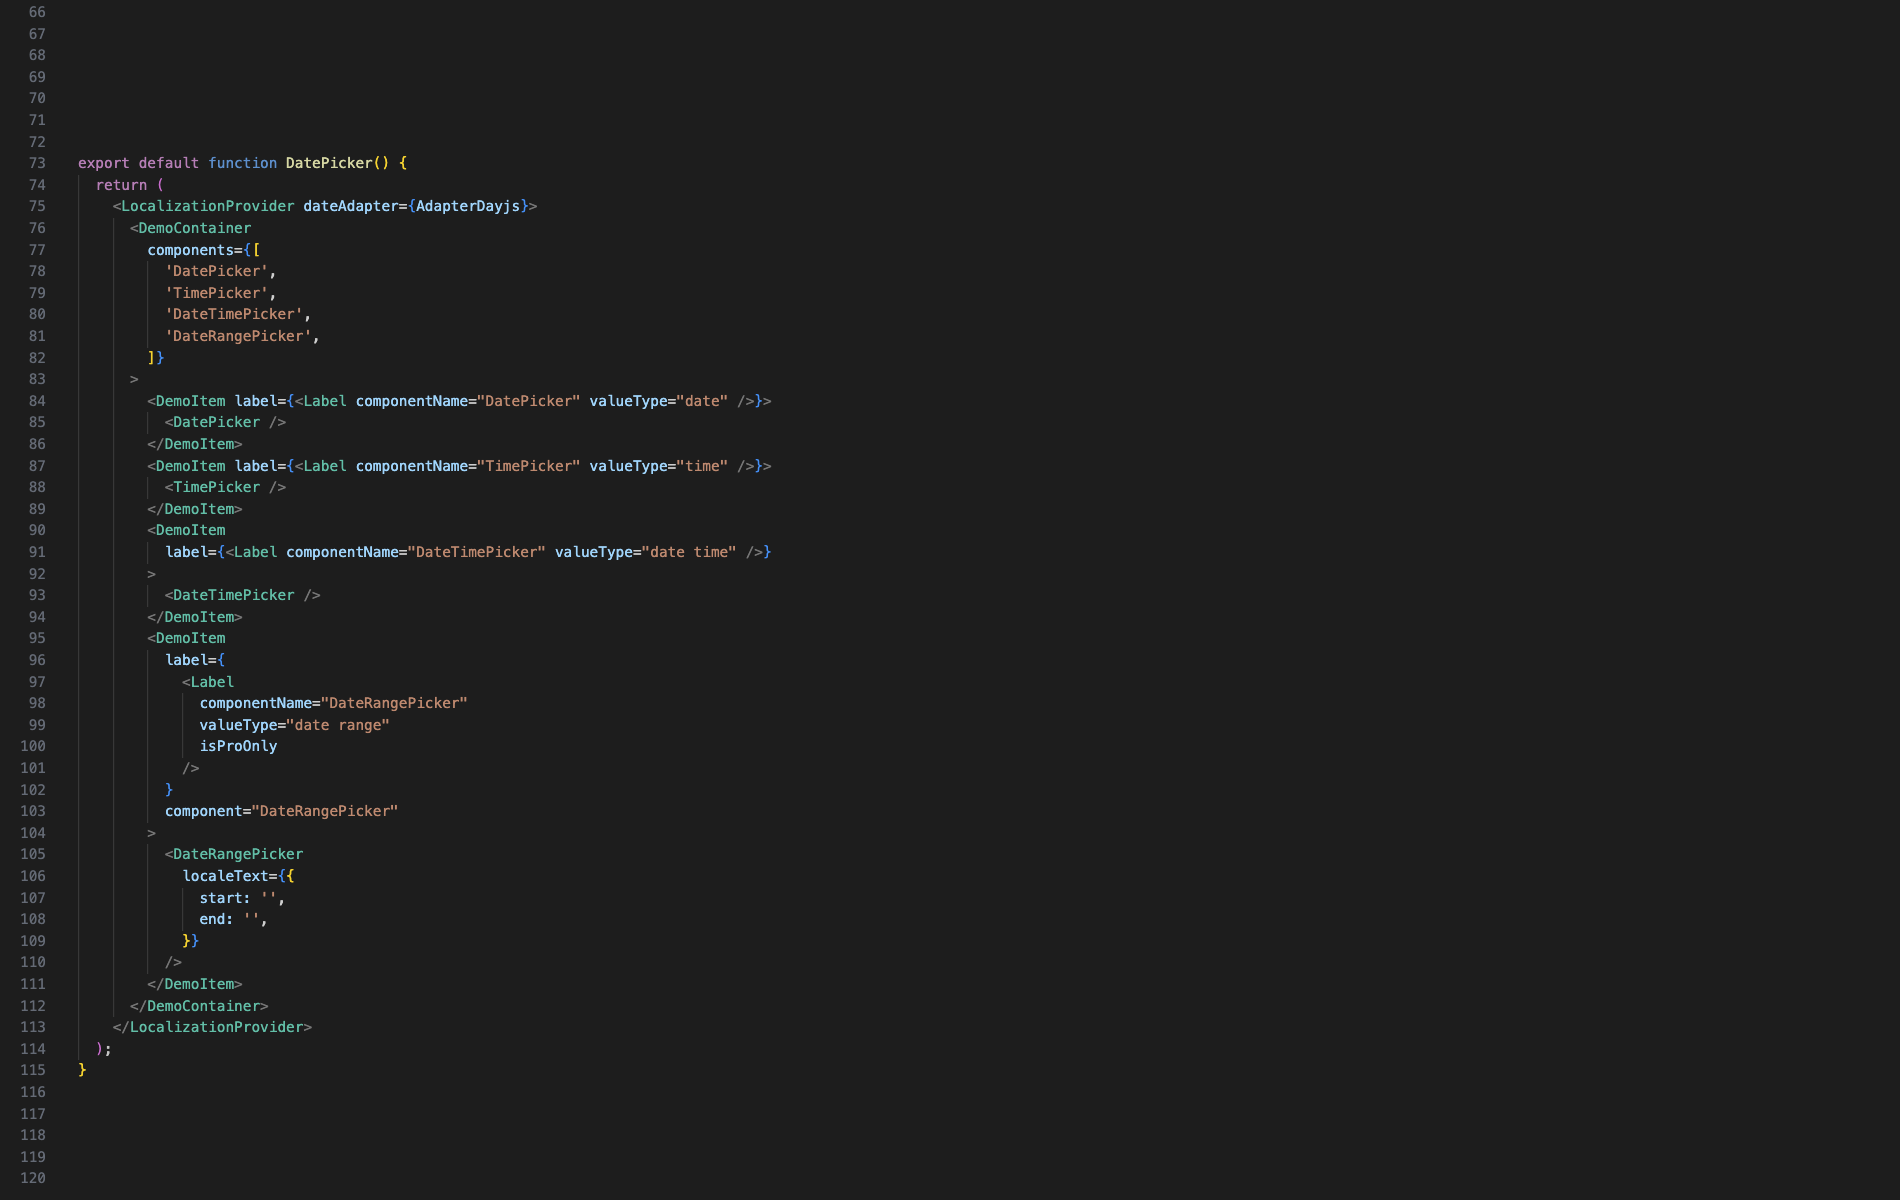 66
67
68
69
70
71
72
73 export default function DatePicker() {
74 return (
75 <LocalizationProvider dateAdapter={AdapterDayjs}>
76 <DemoContainer
77 components={[
78 'DatePicker',
79 'TimePicker',
80 'DateTimePicker',
81 'DateRangePicker',
82 ]}
83 >
84 <DemoItem label={<Label componentName="DatePicker" valueType="date" />}>
85 <DatePicker />
86 </DemoItem>
87 <DemoItem label={<Label componentName="TimePicker" valueType="time" />}>
88 <TimePicker />
89 </DemoItem>
90 <DemoItem
91 label={<Label componentName="DateTimePicker" valueType="date time" />}
92 >
93 <DateTimePicker />
94 </DemoItem>
95 <DemoItem
96 label={
97 <Label
98 componentName="DateRangePicker"
99 valueType="date range"
100 isProOnly
101 />
102 }
103 component="DateRangePicker"
104 >
105 <DateRangePicker
106 localeText={{
107 start: '',
108 end: '',
109 }}
110 />
111 </DemoItem>
112 </DemoContainer>
113 </LocalizationProvider>
114 );
115 }
116
117
118
119
120